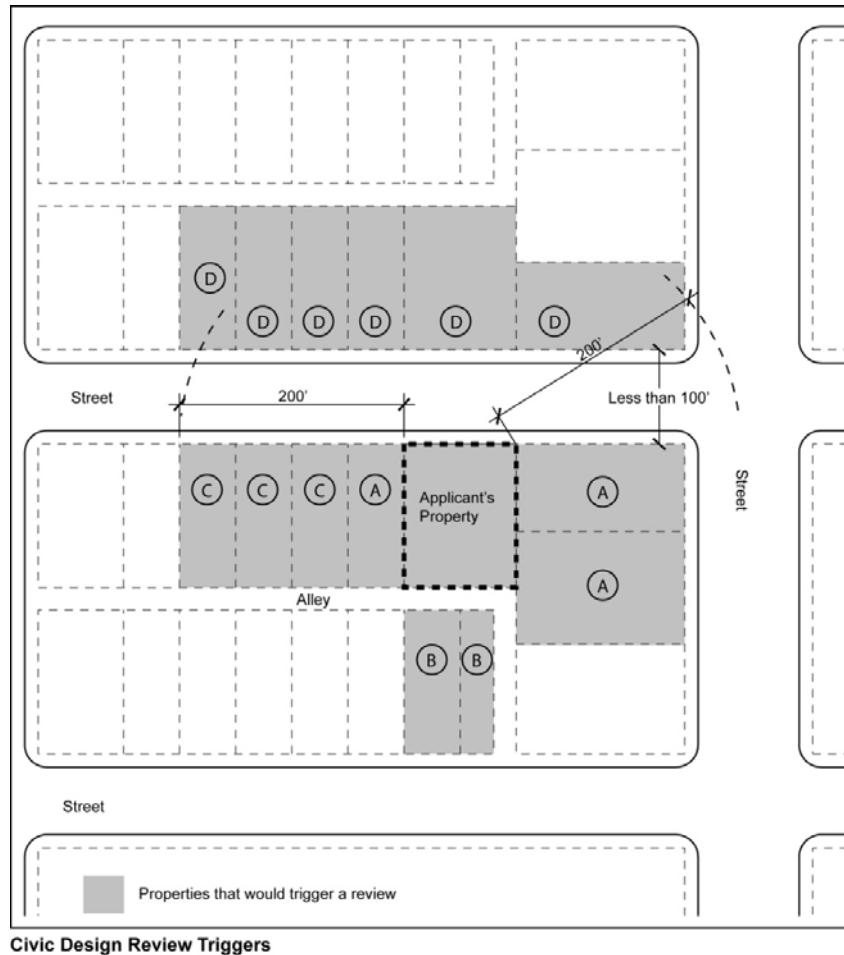 D
D
D
D
D
D
200'
Street
200'
Less than 100'
C
C
C
A
Applicant's
Property
A
Street
A
Alley
B
B
Street
Properties that would trigger a review
Civic Design Review Triggers